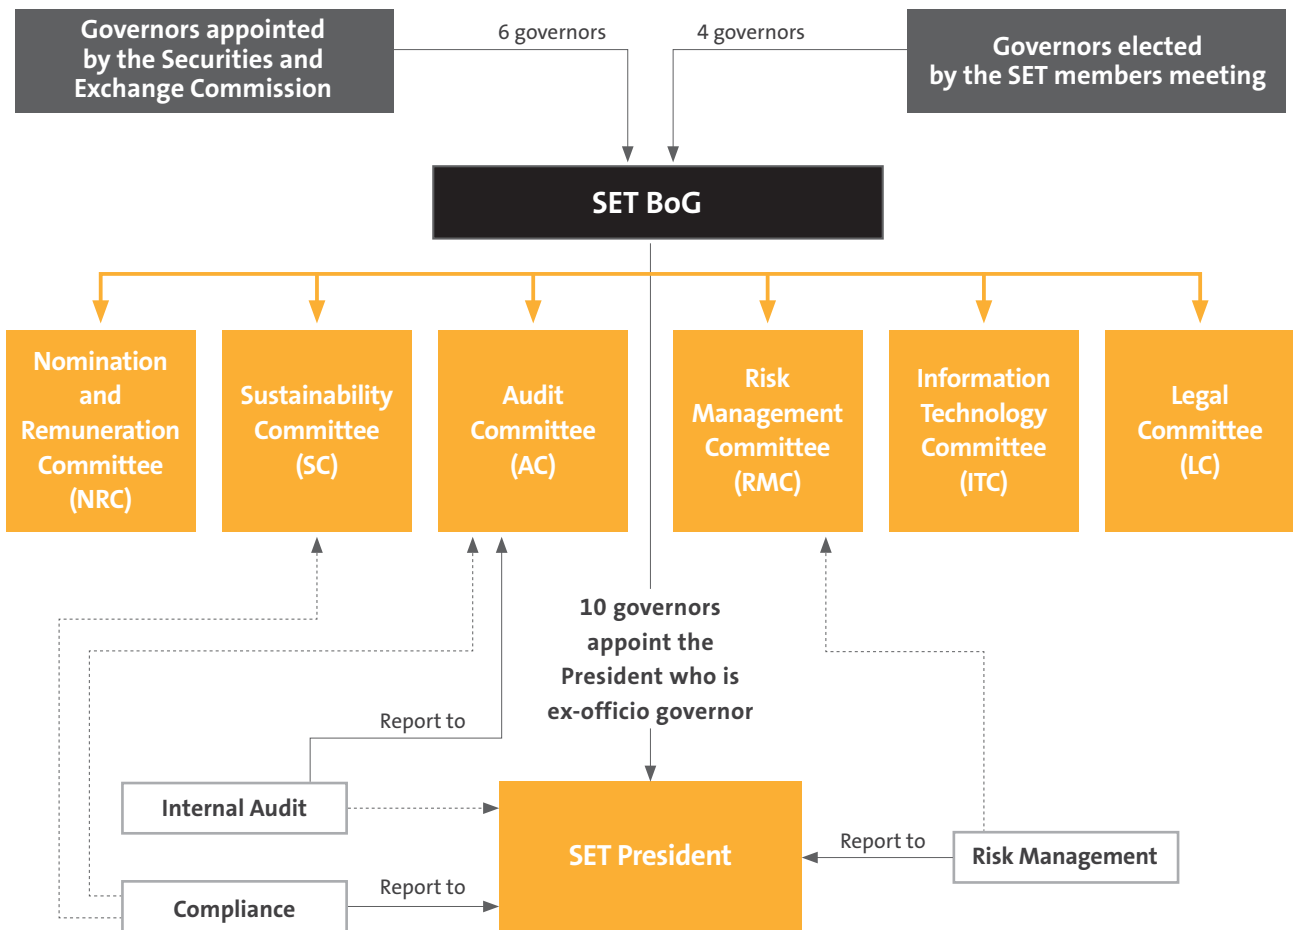 Governors appointed
by the Securities and
Exchange Commission
6 governors
4 governors
Governors elected
by the SET members meeting
SET BoG
Nomination
and
Remuneration
Committee
(NRC)
Sustainability
Committee
(SC)
Audit
Committee
(AC)
Risk
Management
Committee
(RMC)
Information
Technology
Committee
(ITC)
Legal
Committee
(LC)
10 governors
appoint the
President who is
ex-officio governor
Report to
Internal Audit
SET President
Report to
Risk Management
Report to
Compliance